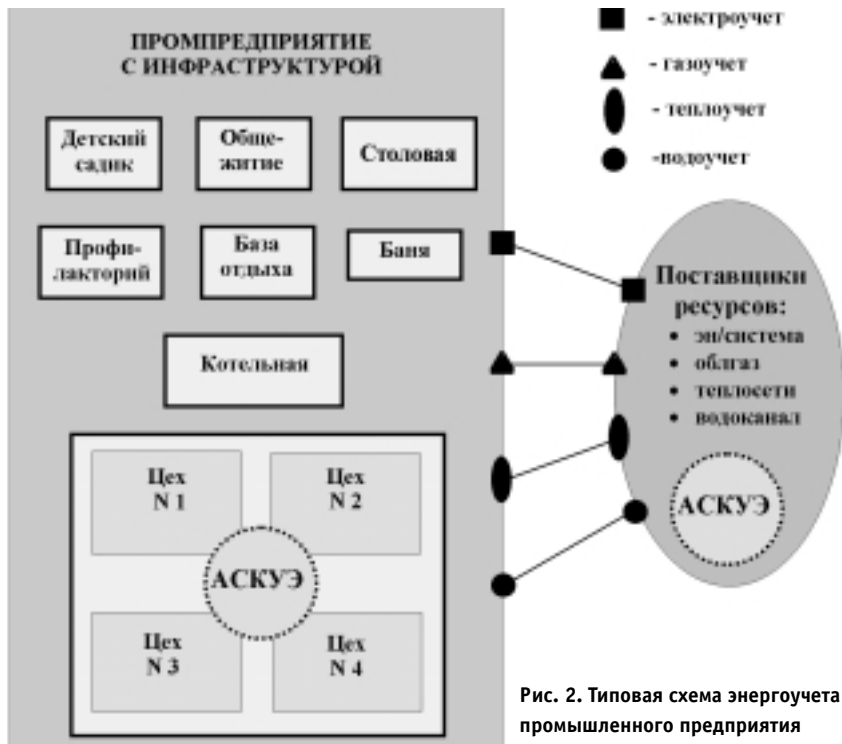 ПРОМПРЕДПРИЯТИЕ
С ИНФРАСТРУКТУРОЙ
- электроучет
- газоучет
- теплоучет
-водоучет
Детский
садик
Обще-
житие
Столовая
Профи-
лакторий
База
отдыха
Баня
Котельная
Цех
N 1
Цех
N 2
АСКУЭ
Цех
N 3
Цех
N 4
Поставщики
ресурсов:
• эн/система
• облгаз
• теплосети
• водоканал
АСКУЭ
Рис. 2. Типовая схема энергоучета
промышленного предприятия